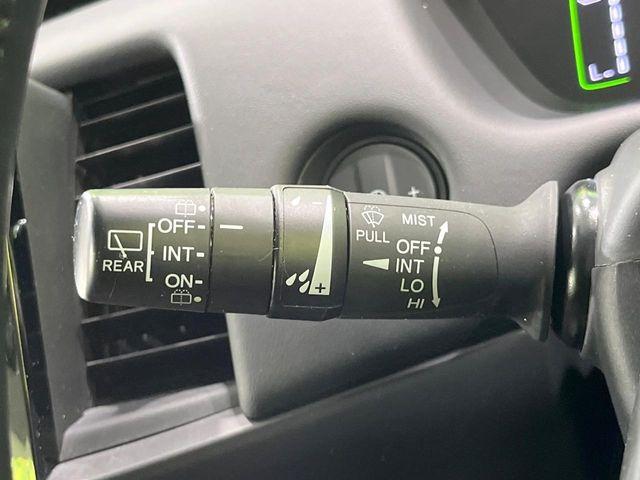 REAR
OFF
INT
ON
-
+
PULL
MIST
OFF
INT
LO
HI
+
L